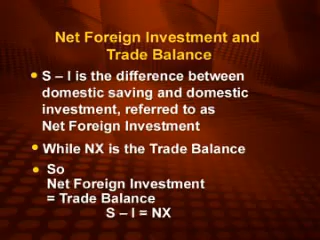 Net Foreign Investment and
Trade Balance
S – I is the difference between
domestic saving and domestic
investment, referred to as
Net Foreign Investment
While NX is the Trade Balance
So
Net Foreign Investment
= Trade Balance
S – I = NX